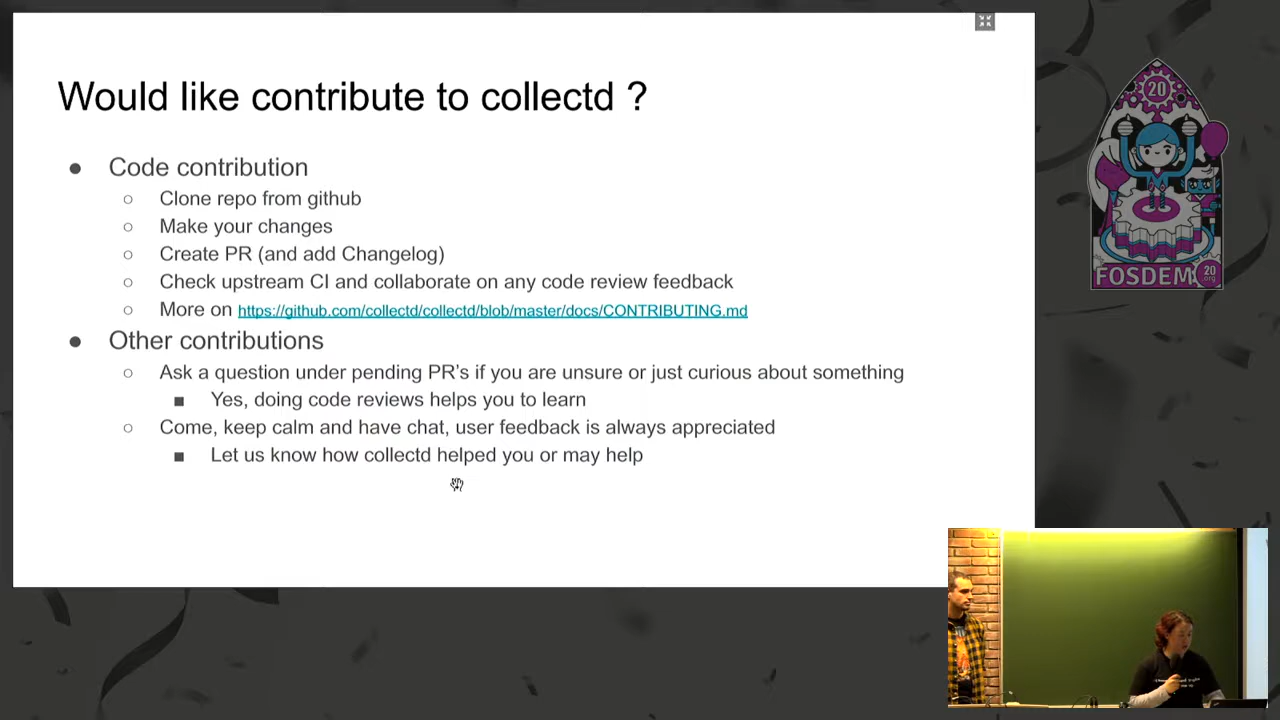 Would like contribute to collectd ?
● Code contribution
○ Clone repo from github
○ Make your changes
○ Create PR (and add Changelog)
○ Check upstream CI and collaborate on any code review feedback
○ More on https://github.com/collectd/collectd/blob/master/docs/CONTRIBUTING.md
● Other contributions
○ Ask a question under pending PR's if you are unsure or just curious about something
■ Yes, doing code reviews helps you to learn
○ Come, keep calm and have chat, user feedback is always appreciated
■ Let us know how collectd helped you or may help
20
FOSDEM 20
.org